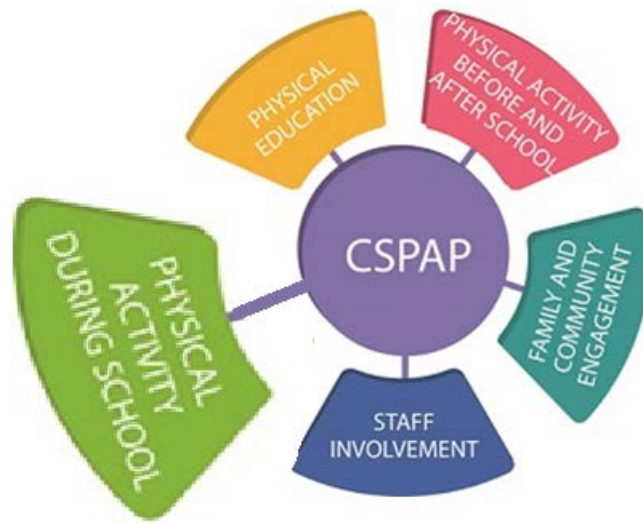 PHYSICAL
EDUCATION
PHYSICAL ACTIVITY
BEFORE AND
AFTER SCHOOL
CSPAP
FAMILY AND
COMMUNITY
ENGAGEMENT
PHYSICAL
ACTIVITY
DURING SCHOOL
STAFF
INVOLVEMENT